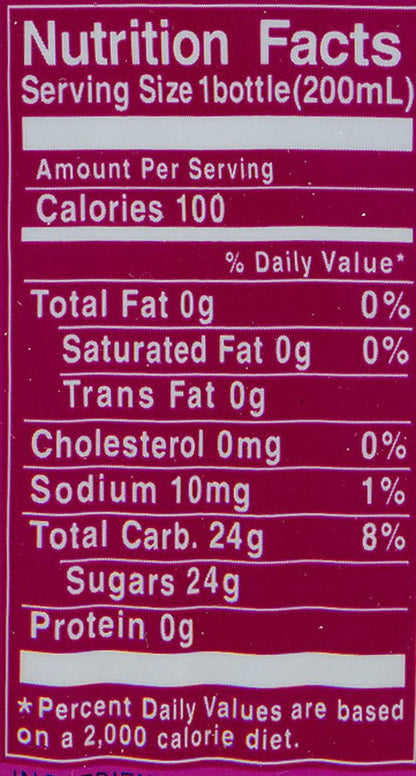 Nutrition Facts
Serving Size 1bottle(200mL)
Amount Per Serving
Calories 100
% Daily Value*
Total Fat 0g 0%
Saturated Fat 0g 0%
Trans Fat 0g
Cholesterol 0mg 0%
Sodium 10mg 1%
Total Carb. 24g 8%
Sugars 24g
Protein 0g
*Percent Daily Values are based
on a 2,000 calorie diet.